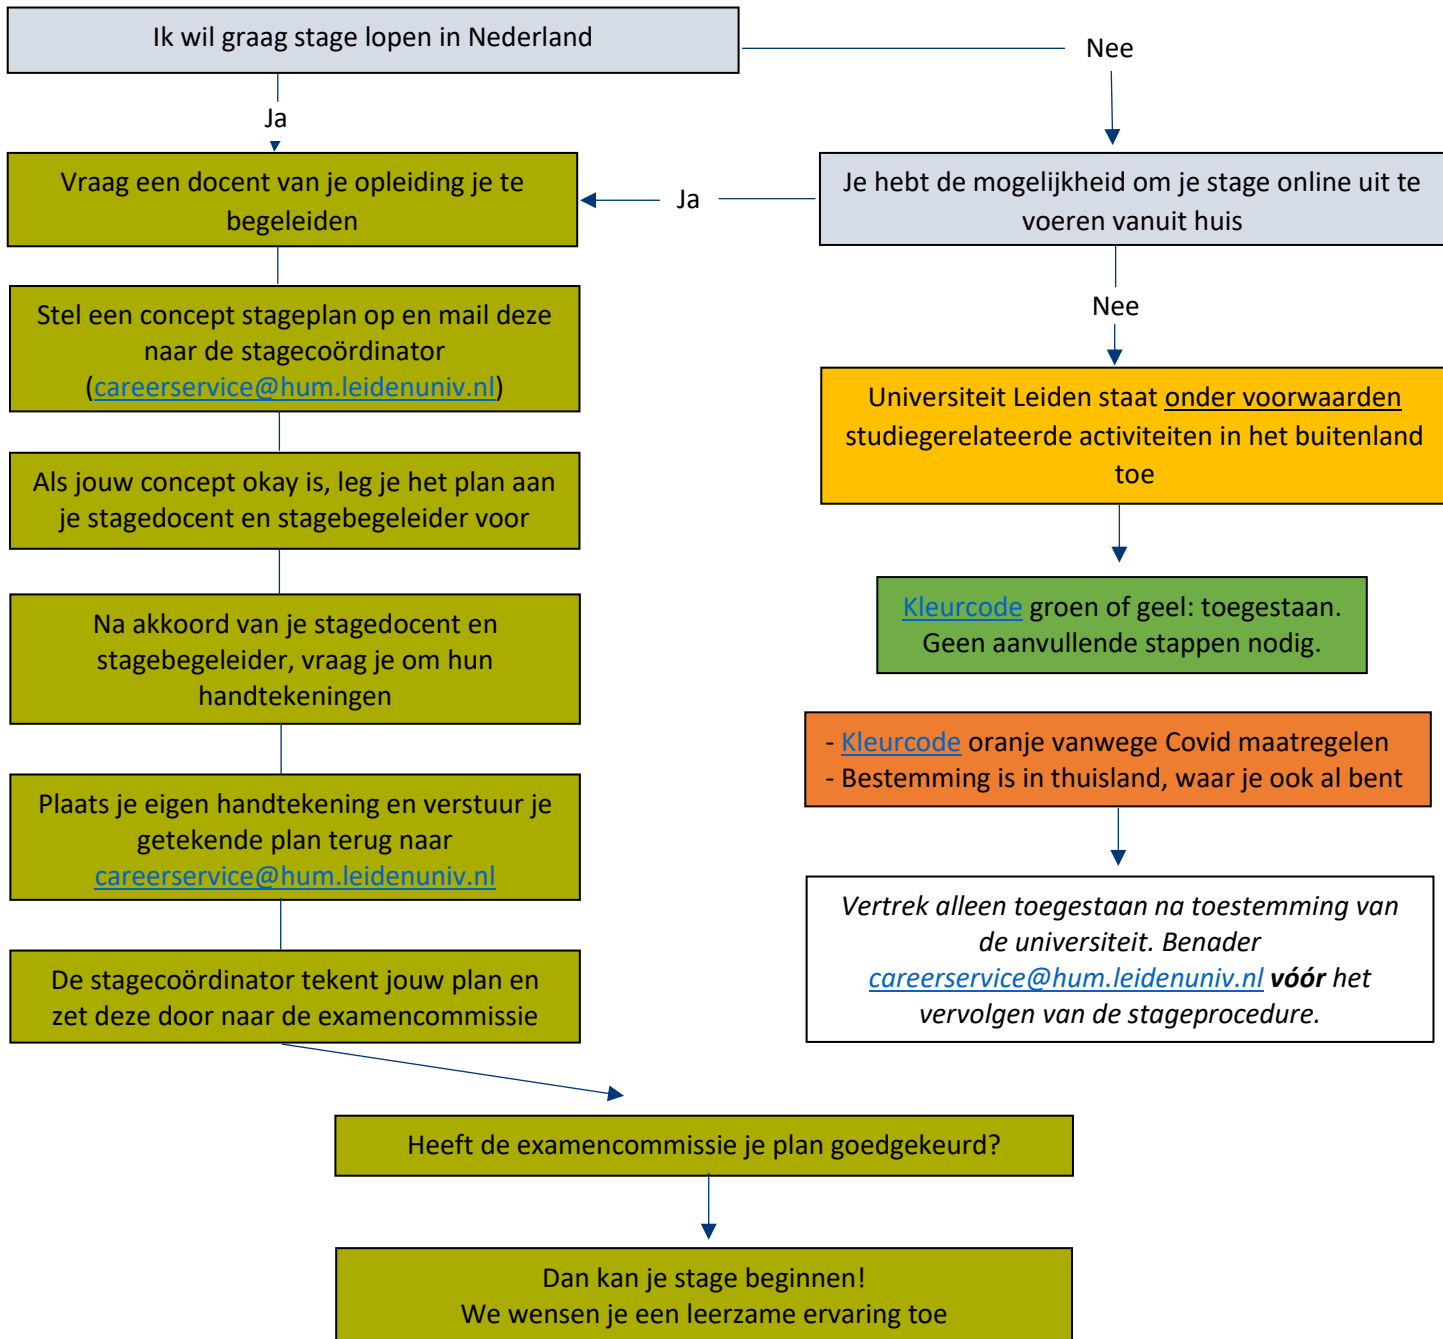 Ik wil graag stage lopen in Nederland
Nee
Ja
Vraag een docent van je opleiding je te
begeleiden
Ja
Je hebt de mogelijkheid om je stage online uit te
voeren vanuit huis
Nee
Stel een concept stageplan op en mail deze
naar de stagecoördinator
(careerservice@hum.leidenuniv.nl)
Universiteit Leiden staat onder voorwaarden
studiegerelateerde activiteiten in het buitenland
toe
Als jouw concept okay is, leg je het plan aan
je stagedocent en stagebegeleider voor
Kleurcode groen of geel: toegestaan.
Geen aanvullende stappen nodig.
Na akkoord van je stagedocent en
stagebegeleider, vraag je om hun
handtekeningen
- Kleurcode oranje vanwege Covid maatregelen
- Bestemming is in thuisland, waar je ook al bent
Plaats je eigen handtekening en verstuur je
getekende plan terug naar
careerservice@hum.leidenuniv.nl
Vertrek alleen toegestaan na toestemming van
de universiteit. Benader
careerservice@hum.leidenuniv.nl vóór het
vervolgen van de stageprocedure.
De stagecoördinator tekent jouw plan en
zet deze door naar de examencommissie
Heeft de examencommissie je plan goedgekeurd?
Dan kan je stage beginnen!
We wensen je een leerzame ervaring toe